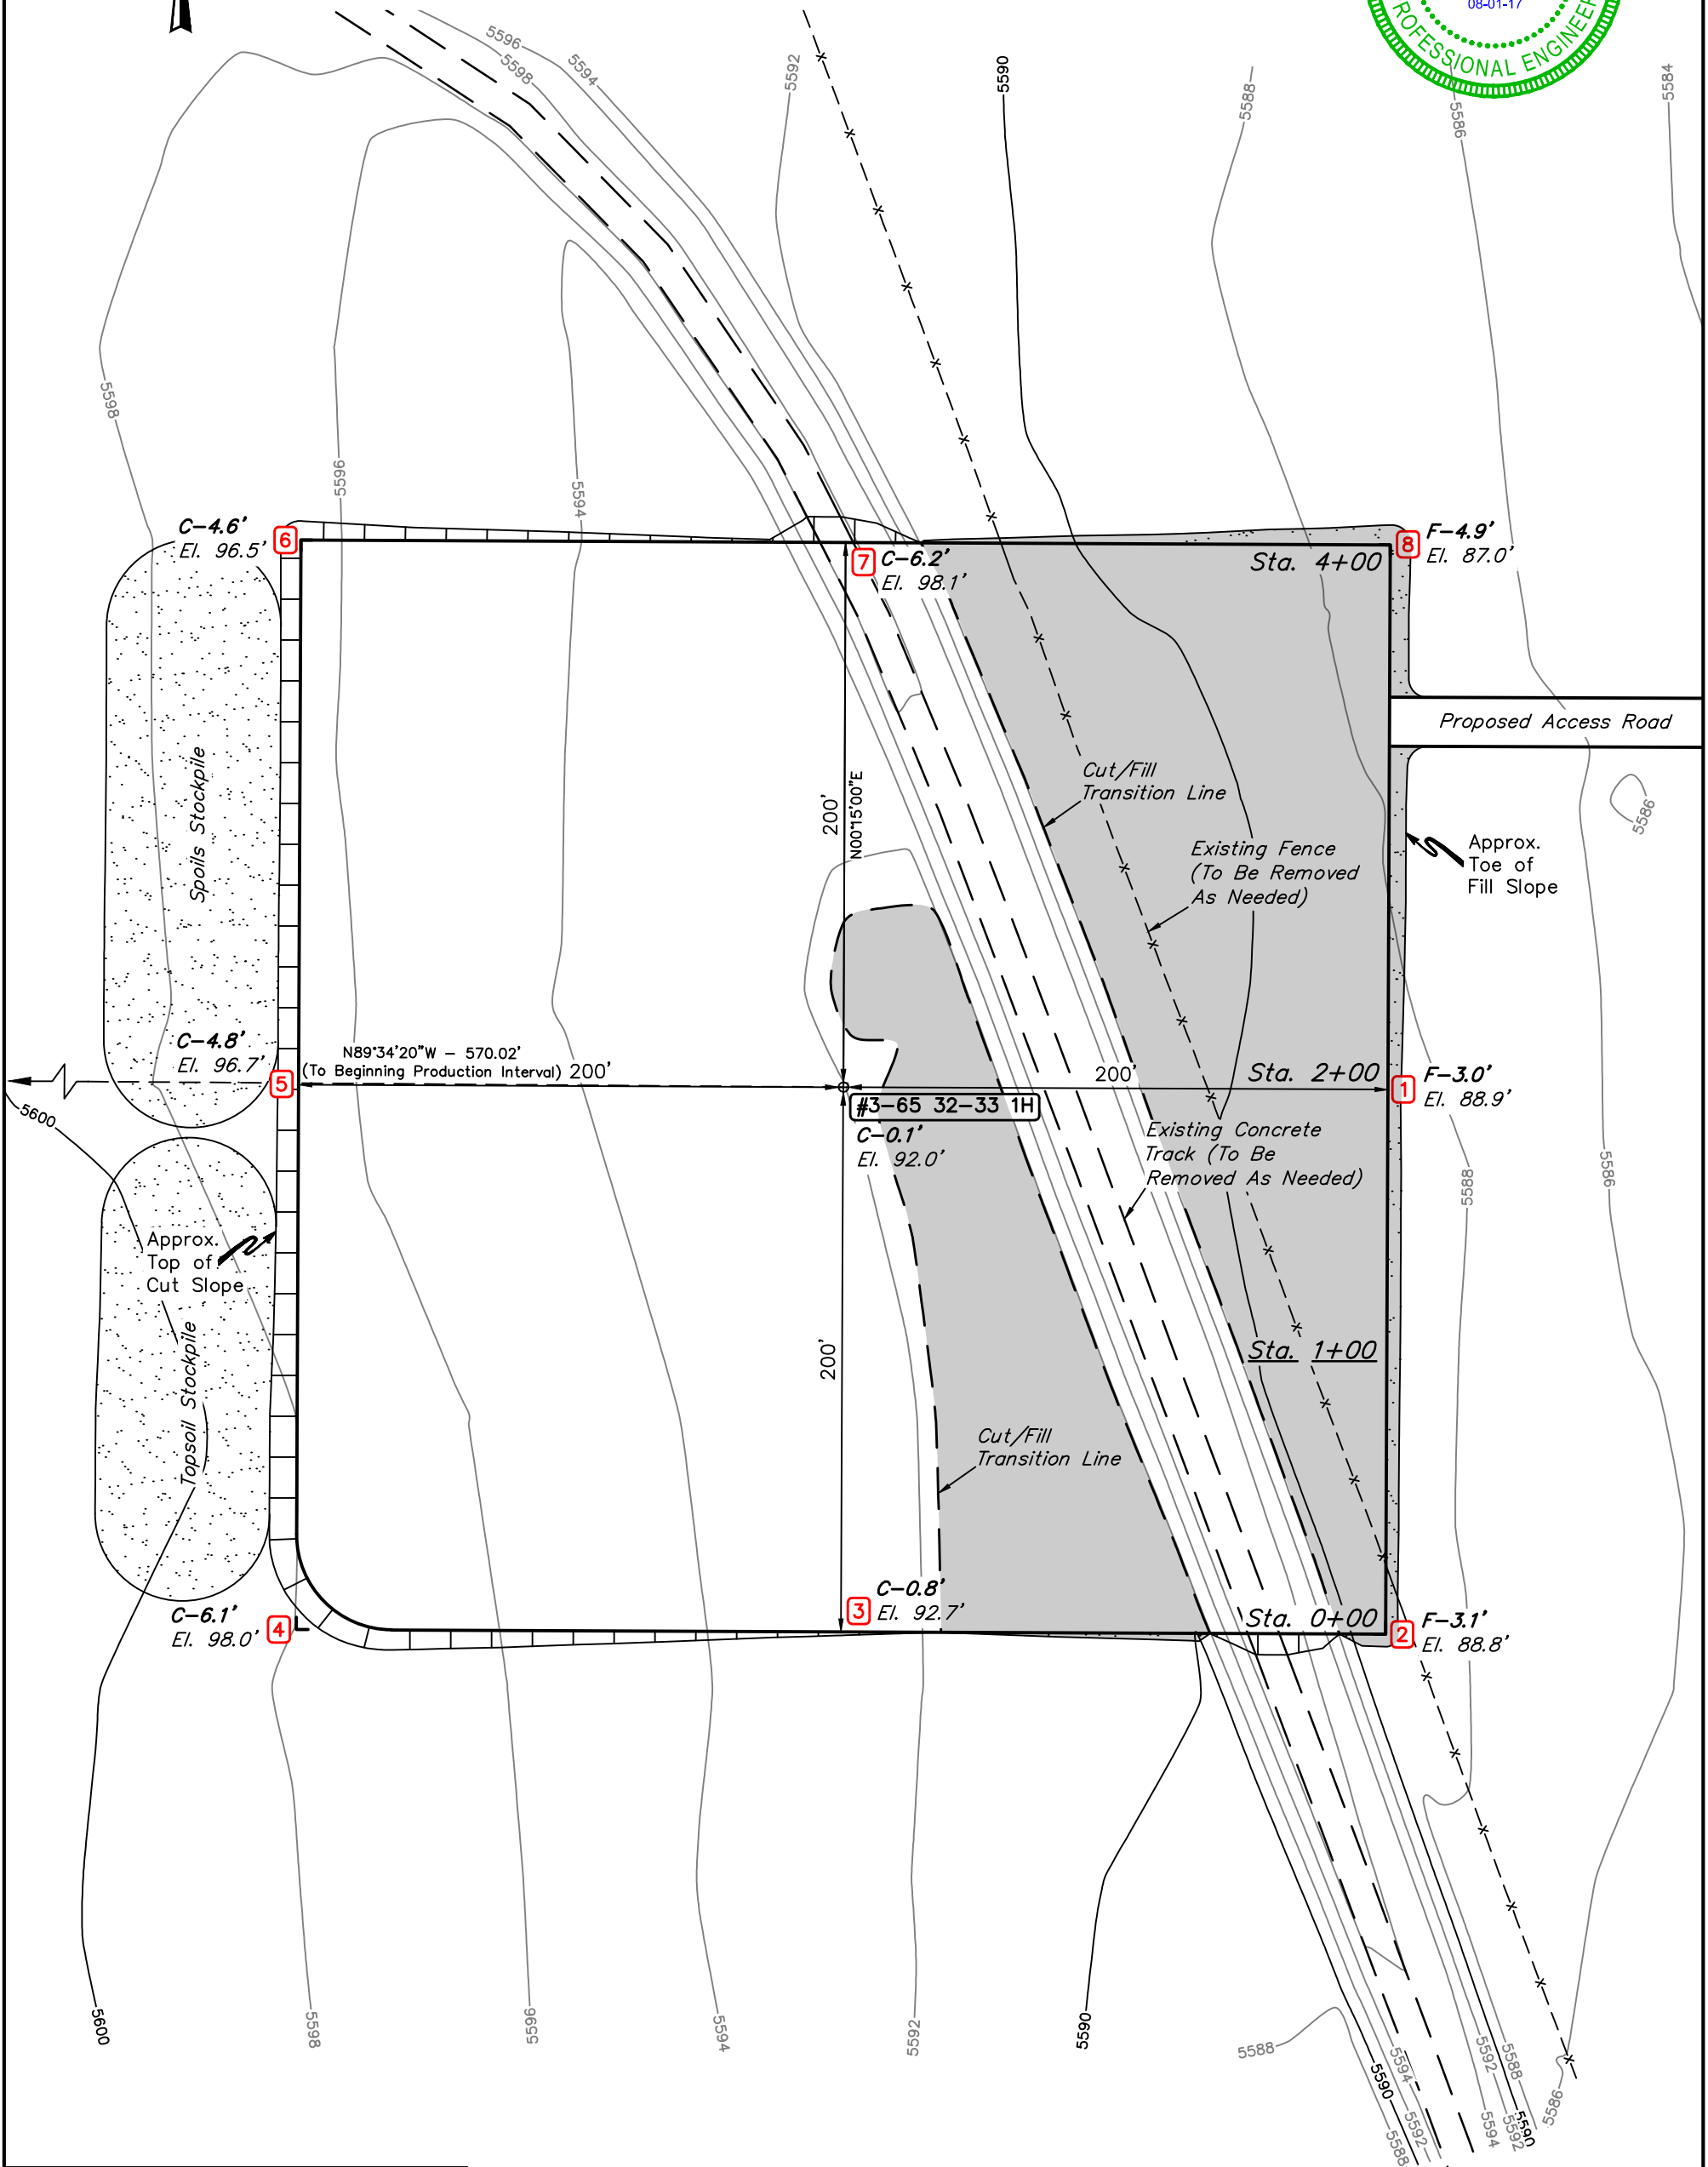 08-01-17
PROFESSIONAL ENGINEER
5596
5598
5594
5592
5590
5588
5586
5584
5598
5596
5594
C-4.6'
El. 96.5'
6
7
C-6.2'
El. 98.1'
Sta. 4+00
8
F-4.9'
El. 87.0'
Proposed Access Road
Spoils Stockpile
200'
N00°15'00"E
Cut/Fill
Transition Line
Existing Fence
(To Be Removed
As Needed)
5586
Approx.
Toe of
Fill Slope
C-4.8'
El. 96.7'
5
N89°34'20"W - 570.02'
(To Beginning Production Interval)
200'
200'
Sta. 2+00
1
F-3.0'
El. 88.9'
#3-65 32-33 1H
C-0.1'
El. 92.0'
5600
Existing Concrete
Track (To Be
Removed As Needed)
5588
5586
Approx.
Top of
Cut Slope
Topsoil Stockpile
200'
Sta. 1+00
Cut/Fill
Transition Line
C-6.1'
El. 98.0'
4
3
C-0.8'
El. 92.7'
Sta. 0+00
2
F-3.1'
El. 88.8'
5600
5598
5596
5594
5592
5590
5588
5590
5594
5592
5588
5592
5588
5594
5592
5590
5586